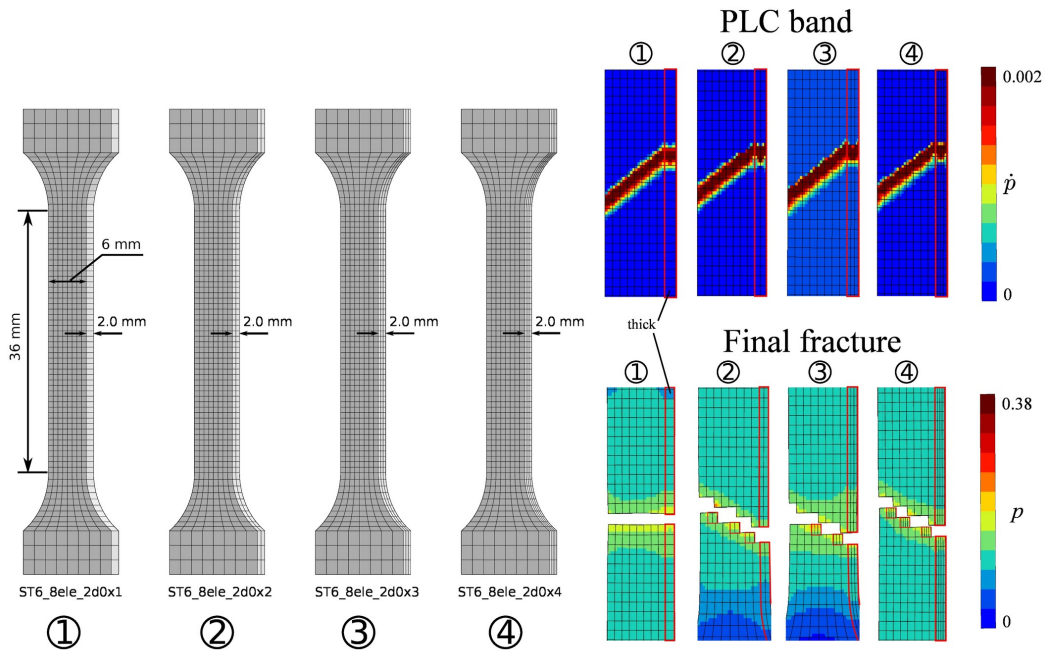 PLC band
① ② ③ ④
0.002
ṗ
0
6 mm
36 mm
2.0 mm 2.0 mm 2.0 mm 2.0 mm
thick
Final fracture
① ② ③ ④
0.38
p
0
ST6_8ele_2d0x1 ST6_8ele_2d0x2 ST6_8ele_2d0x3 ST6_8ele_2d0x4
① ② ③ ④